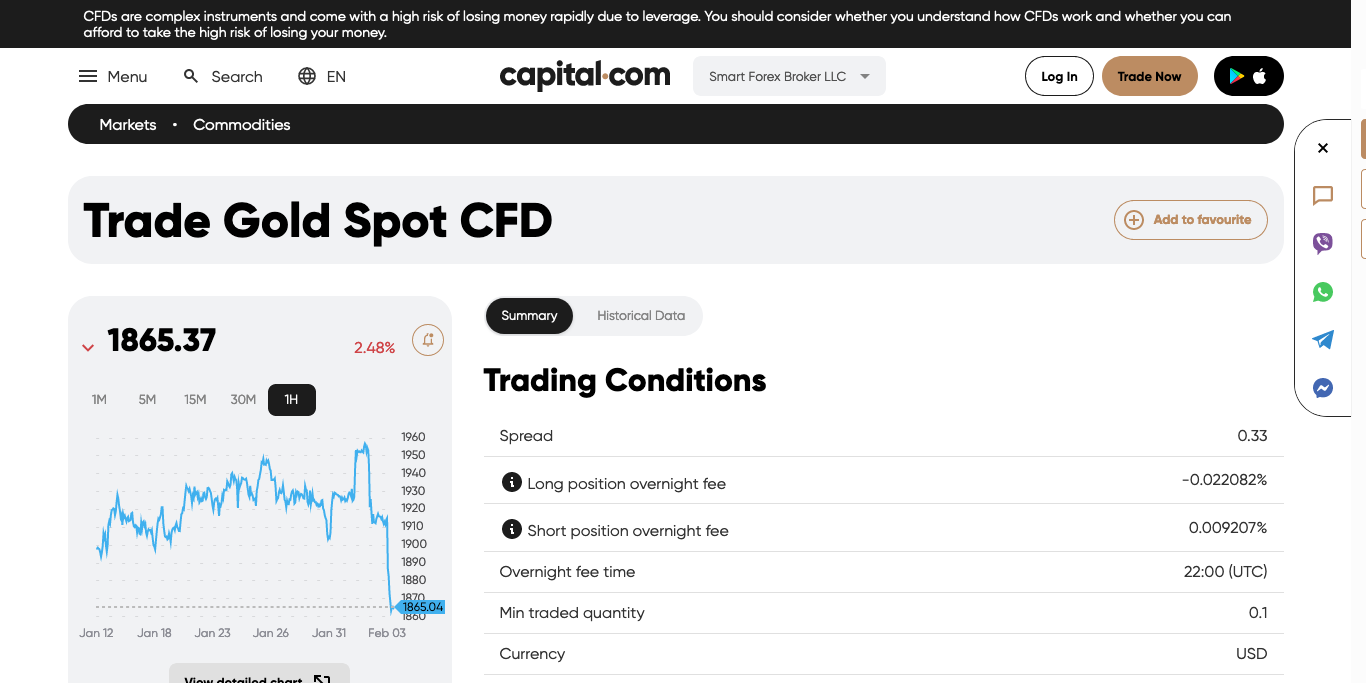 CFDs are complex instruments and come with a high risk of losing money rapidly due to leverage. You should consider whether you understand how CFDs work and whether you can
afford to take the high risk of losing your money.
Menu
Search
EN
capital.com
Smart Forex Broker LLC
Log In
Trade Now
Markets • Commodities
Trade Gold Spot CFD
Add to favourite
1865.37
2.48%
1M 5M 15M 30M 1H
1960
1950
1940
1930
1920
1910
1900
1890
1880
1870
1865.04
1860
Jan 12 Jan 18 Jan 23 Jan 26 Jan 31 Feb 03
View detailed chart
Summary Historical Data
Trading Conditions
Spread 0.33
Long position overnight fee -0.022082%
Short position overnight fee 0.009207%
Overnight fee time 22:00 (UTC)
Min traded quantity 0.1
Currency USD